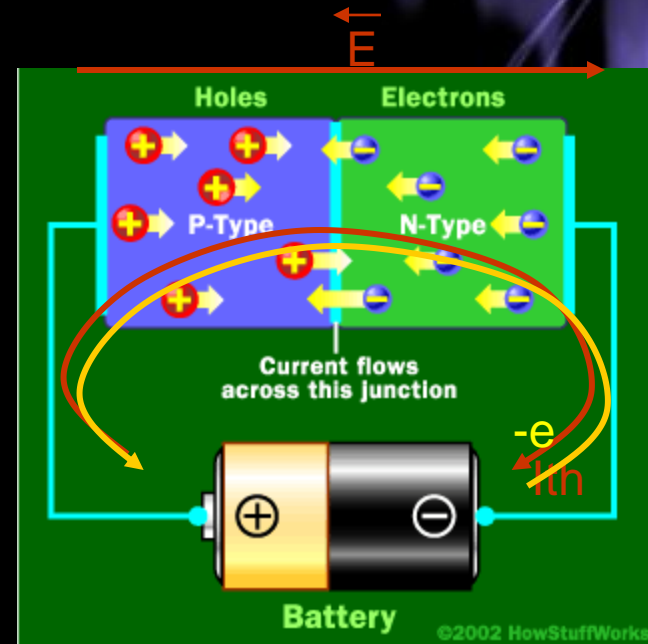 E
Holes Electrons
P-Type N-Type
Current flows
across this junction
-e
Ith
+ −
Battery
©2002 HowStuffWorks